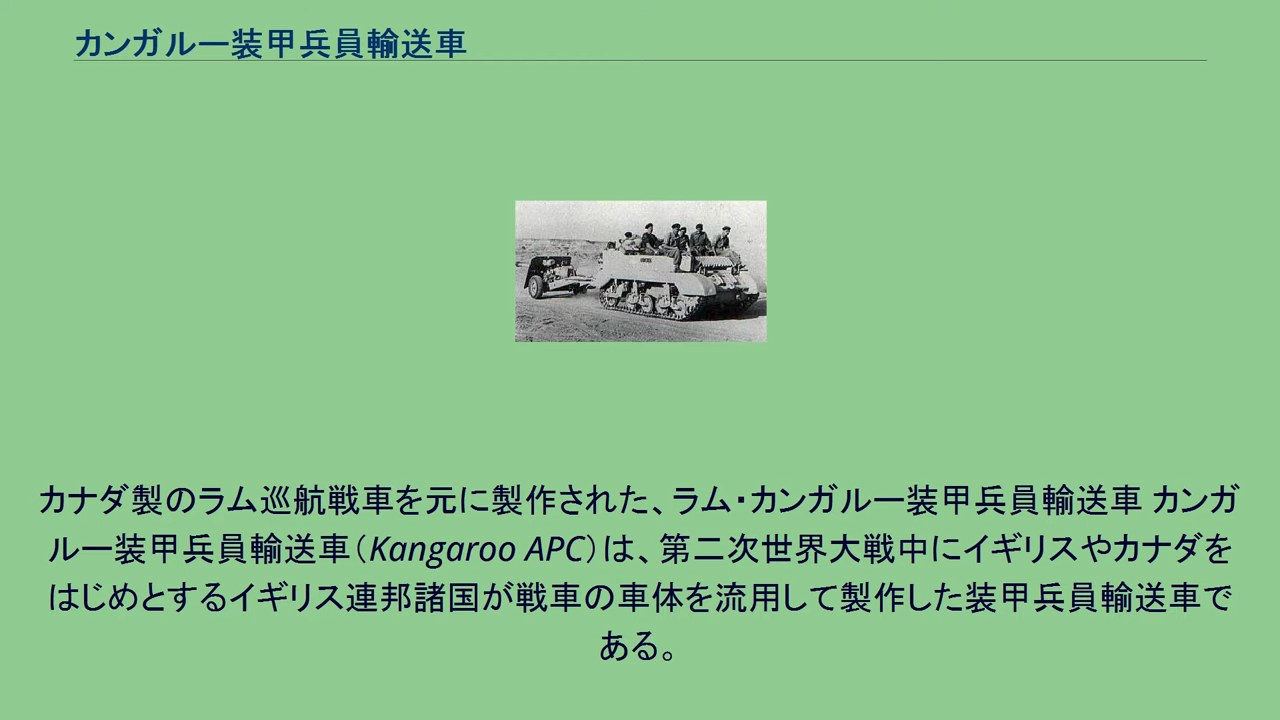 カンガルー装甲兵員輸送車
カナダ製のラム巡航戦車を元に製作された、ラム・カンガルー装甲兵員輸送車 カンガ
ルー装甲兵員輸送車（Kangaroo APC）は、第二次世界大戦中にイギリスやカナダを
はじめとするイギリス連邦諸国が戦車の車体を流用して製作した装甲兵員輸送車で
ある。